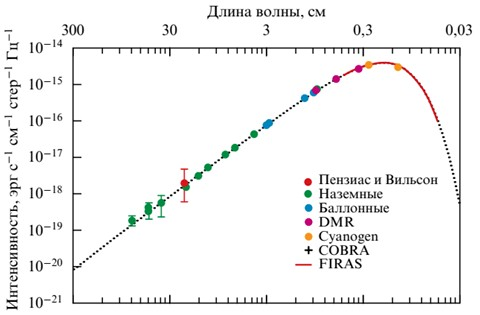 Длина волны, см
300 30 3 0,3 0,03
Интенсивность, эрг с⁻¹ см⁻¹ стер⁻¹ Гц⁻¹
10⁻¹⁴
10⁻¹⁵
10⁻¹⁶
10⁻¹⁷
10⁻¹⁸
10⁻¹⁹
10⁻²⁰
10⁻²¹
Пензиас и Вильсон
Наземные
Баллонные
DMR
Cyanogen
COBRA
FIRAS